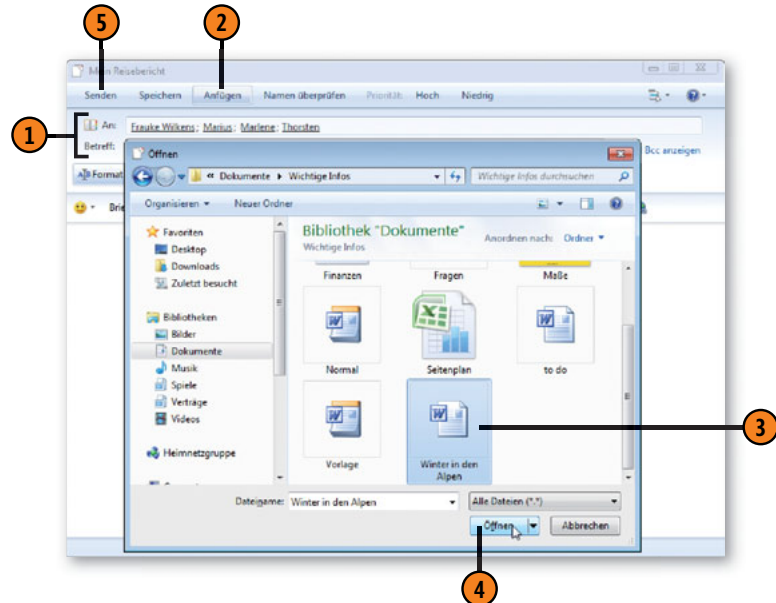 5
2
Mein Reisebericht
Senden Speichern Anfügen Namen überprüfen Priorität: Hoch Niedrig
1
An: Frauke Wilkens; Marius; Marlene; Thorsten
Betreff:
Bcc anzeigen
Format
Öffnen
« Dokumente Wichtige Infos
Wichtige Infos durchsuchen
Organisieren Neuer Ordner
Favoriten
Desktop
Downloads
Zuletzt besucht
Bibliotheken
Bilder
Dokumente
Musik
Spiele
Verträge
Videos
Heimnetzgruppe
Bibliothek "Dokumente"
Wichtige Infos
Anordnen nach: Ordner
Finanzen Fragen Maße
Normal Seitenplan to do
Vorlage Winter in den
Alpen
3
Dateiname: Winter in den Alpen Alle Dateien (*.*)
Öffnen Abbrechen
4